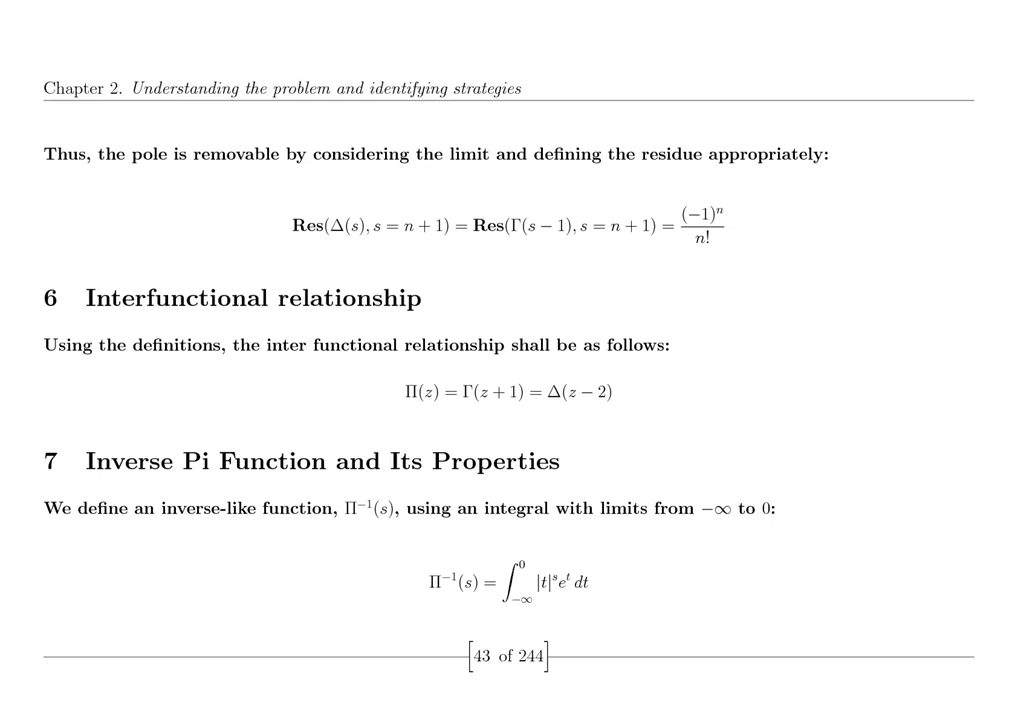 Chapter 2. Understanding the problem and identifying strategies
Thus, the pole is removable by considering the limit and defining the residue appropriately:
Res(Δ(s), s = n + 1) = Res(Γ(s − 1), s = n + 1) = (−1)ⁿ / n!
6 Interfunctional relationship
Using the definitions, the inter functional relationship shall be as follows:
Π(z) = Γ(z + 1) = Δ(z − 2)
7 Inverse Pi Function and Its Properties
We define an inverse-like function, Π⁻¹(s), using an integral with limits from −∞ to 0:
Π⁻¹(s) = ∫₋∞⁰ |t|ˢeᵗ dt
[43 of 244]